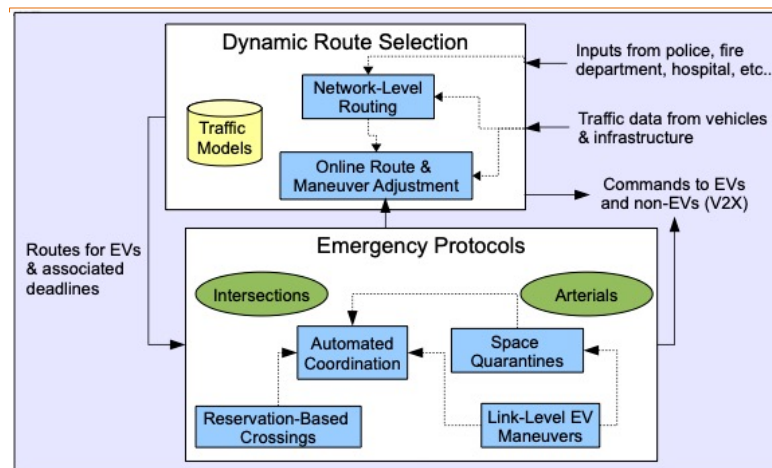 Dynamic Route Selection
Inputs from police, fire
department, hospital, etc..
Network-Level
Routing
Traffic
Models
Traffic data from vehicles
& infrastructure
Online Route &
Maneuver Adjustment
Commands to EVs
and non-EVs (V2X)
Routes for EVs
& associated
deadlines
Emergency Protocols
Intersections
Arterials
Automated
Coordination
Space
Quarantines
Reservation-Based
Crossings
Link-Level EV
Maneuvers